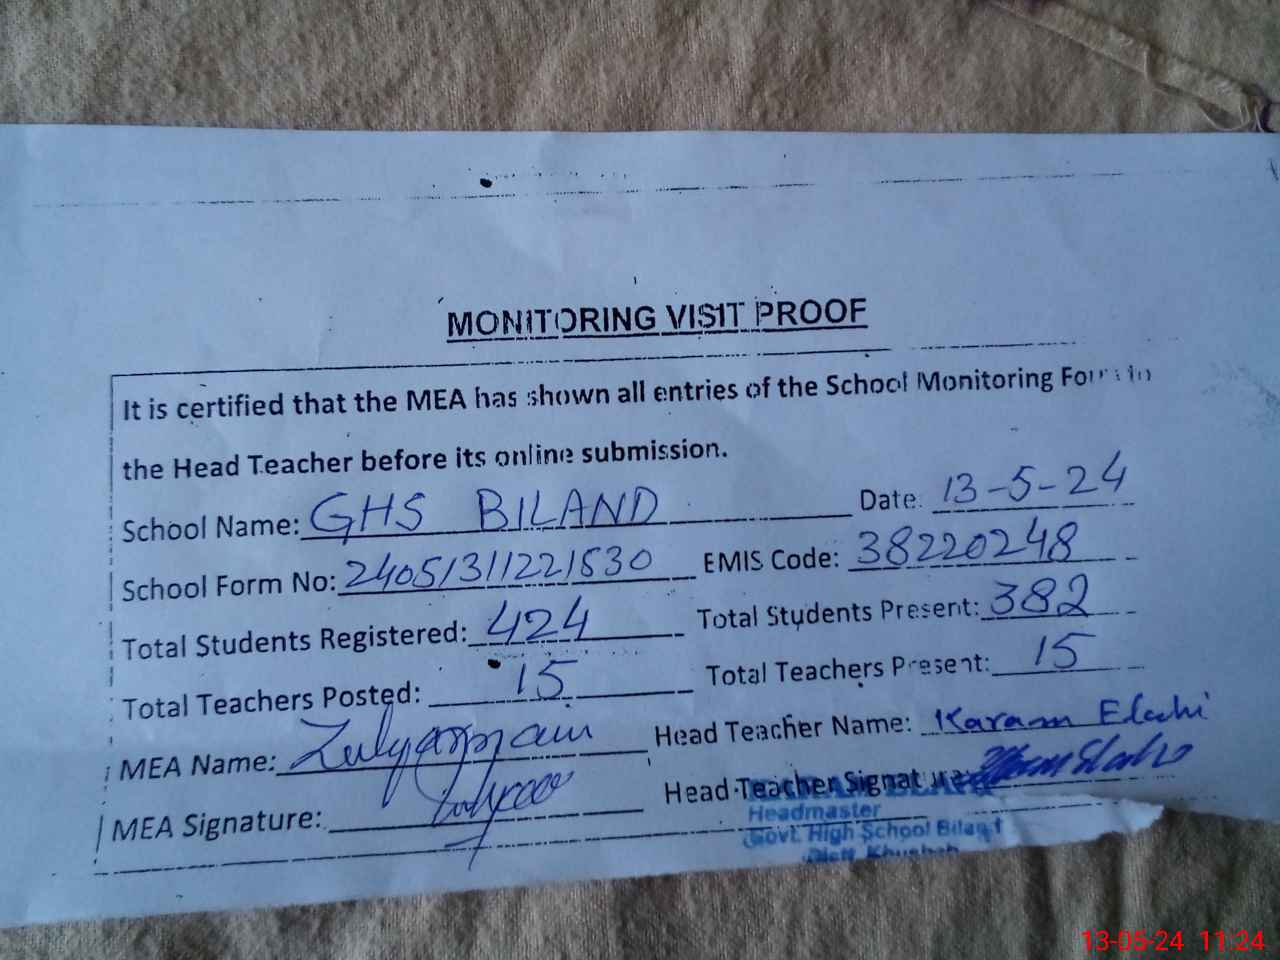 MONITORING VISIT PROOF
It is certified that the MEA has shown all entries of the School Monitoring Form to
the Head Teacher before its online submission.
School Name: GHS BILAND Date: 13-5-24
School Form No: 24051311221530 EMIS Code: 38220248
Total Students Registered: 424 Total Students Present: 382
Total Teachers Posted: 15 Total Teachers Present: 15
MEA Name: Head Teacher Name: Karam Elahi
MEA Signature: Head Teacher Signature:
Headmaster
Govt. High School Biland
Distt. Khushab
13-05-24 11:24